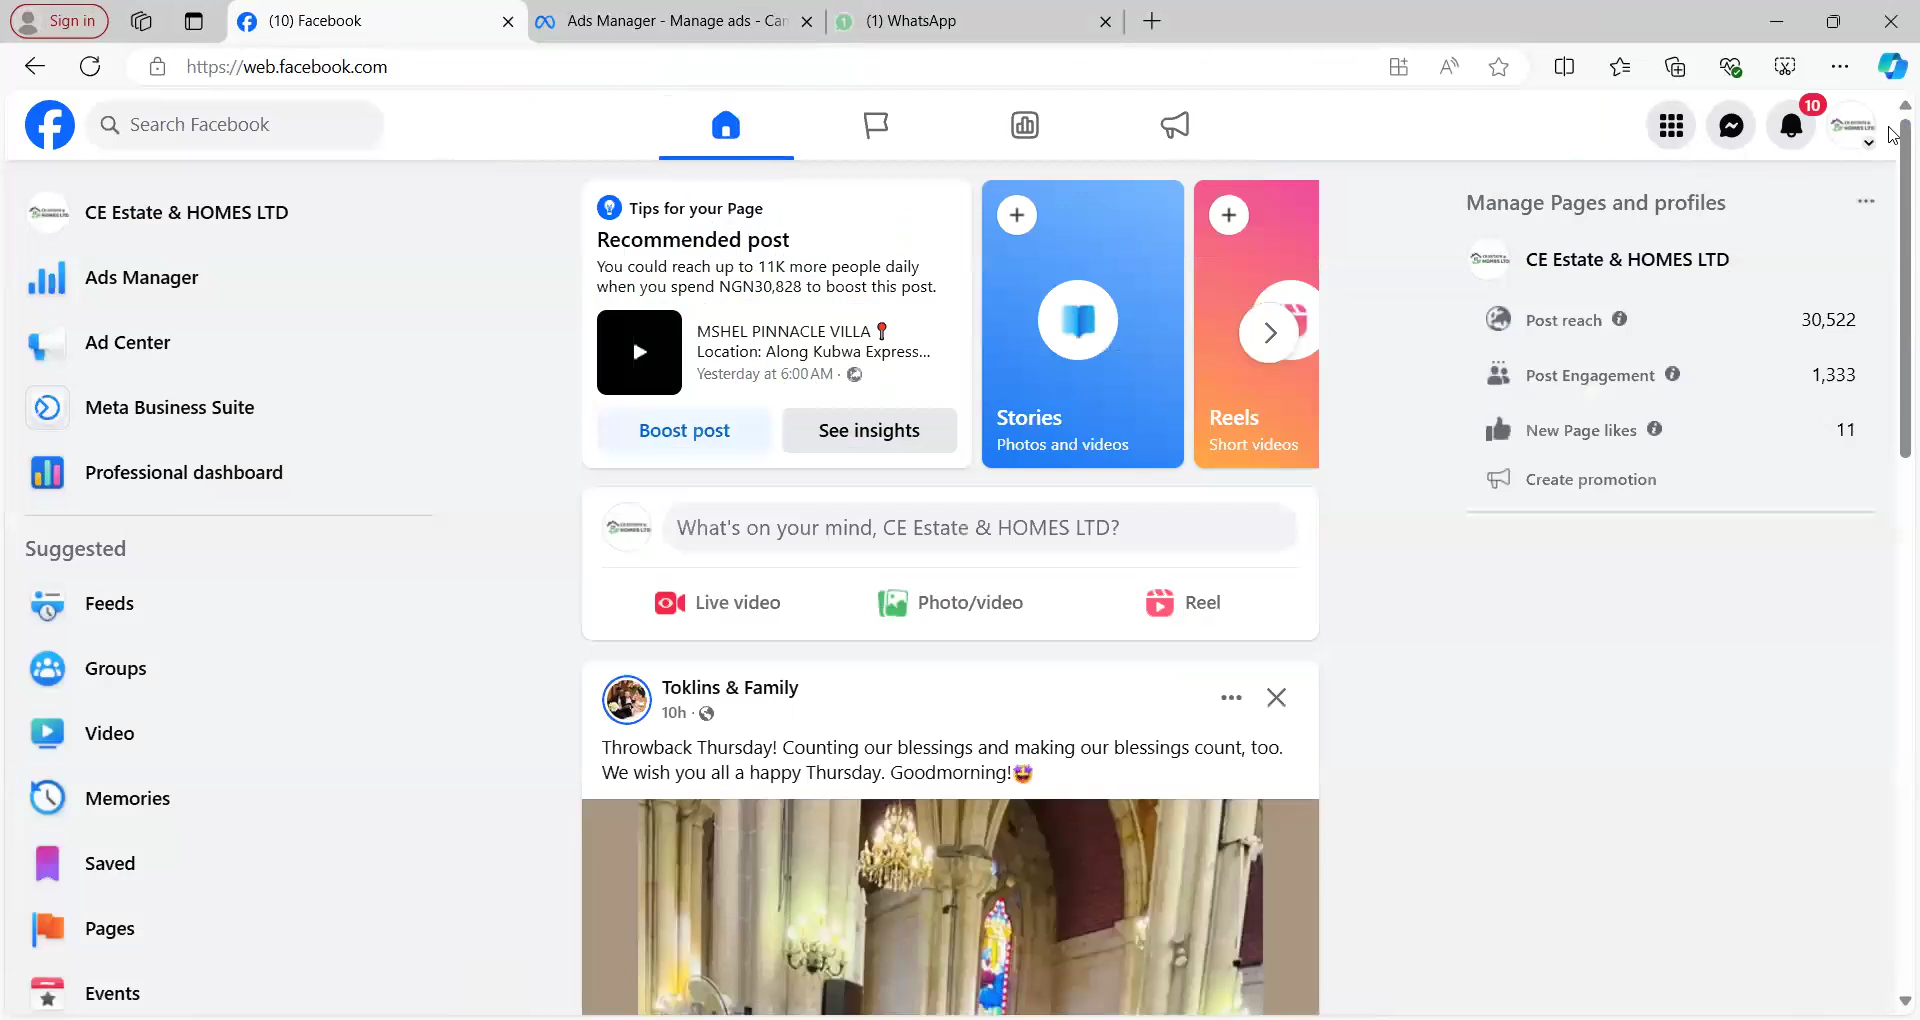 Sign in
(10) Facebook
Ads Manager - Manage ads - Can
(1) WhatsApp
https://web.facebook.com
Search Facebook
10
CE Estate & HOMES LTD
Ads Manager
Ad Center
Meta Business Suite
Professional dashboard
Suggested
Feeds
Groups
Video
Memories
Saved
Pages
Events
Tips for your Page
Recommended post
You could reach up to 11K more people daily
when you spend NGN30,828 to boost this post.
MSHEL PINNACLE VILLA📍
Location: Along Kubwa Express...
Yesterday at 6:00 AM ·
Boost post
See insights
Stories
Photos and videos
Reels
Short videos
What's on your mind, CE Estate & HOMES LTD?
Live video
Photo/video
Reel
Toklins & Family
10h ·
Throwback Thursday! Counting our blessings and making our blessings count, too.
We wish you all a happy Thursday. Goodmorning!🤩
Manage Pages and profiles
CE Estate & HOMES LTD
Post reach 30,522
Post Engagement 1,333
New Page likes 11
Create promotion